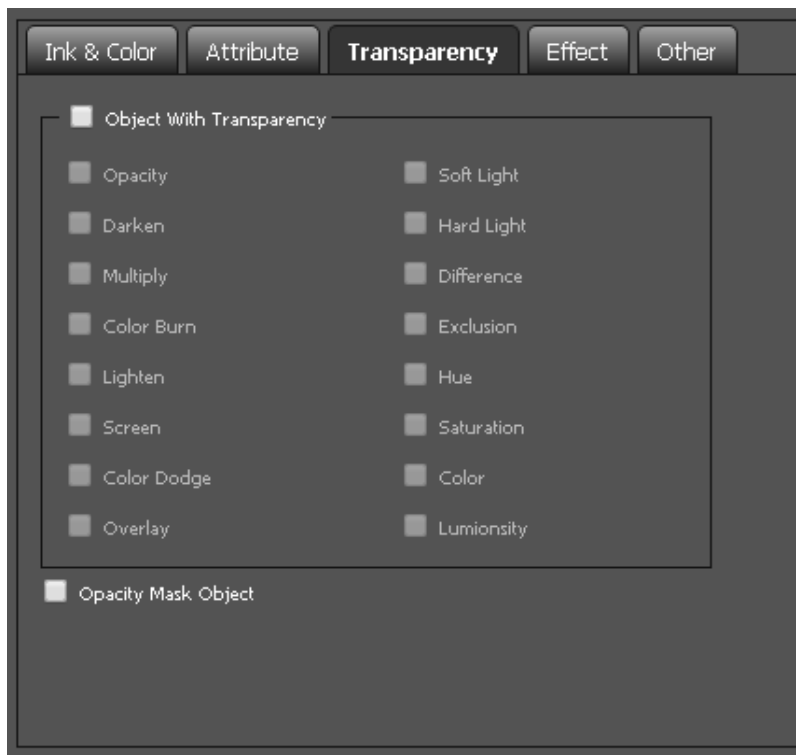 Ink & Color Attribute Transparency Effect Other
Object With Transparency
Opacity Soft Light
Darken Hard Light
Multiply Difference
Color Burn Exclusion
Lighten Hue
Screen Saturation
Color Dodge Color
Overlay Lumionsity
Opacity Mask Object